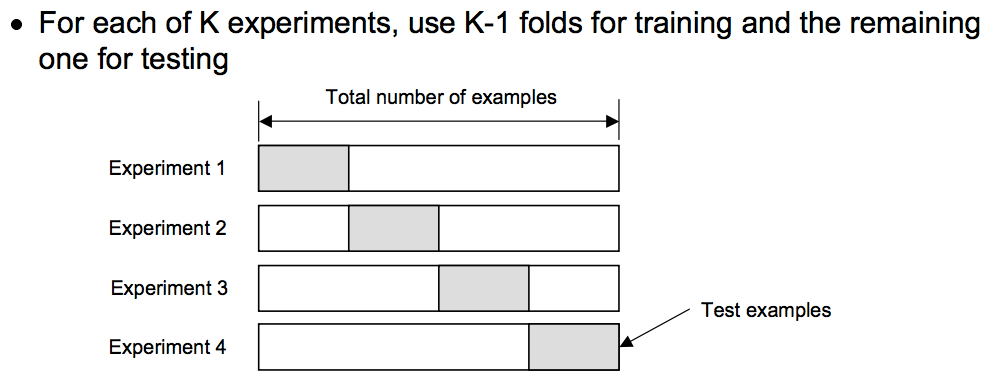 • For each of K experiments, use K-1 folds for training and the remaining
one for testing
Total number of examples
Experiment 1
Experiment 2
Experiment 3
Test examples
Experiment 4